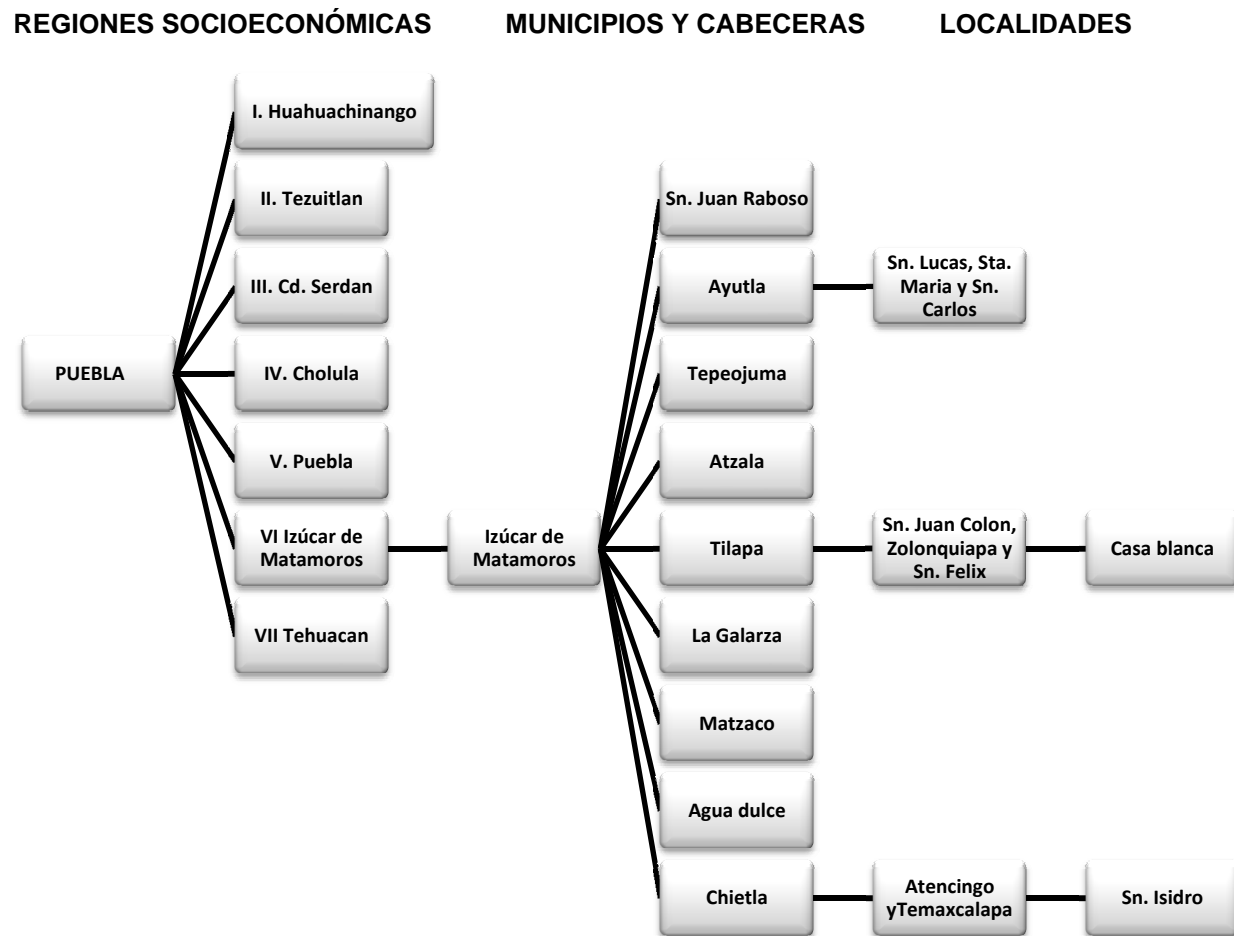 REGIONES SOCIOECONÓMICAS
MUNICIPIOS Y CABECERAS
LOCALIDADES
PUEBLA
I. Huahuachinango
II. Tezuitlan
III. Cd. Serdan
IV. Cholula
V. Puebla
VI Izúcar de
Matamoros
VII Tehuacan
Izúcar de
Matamoros
Sn. Juan Raboso
Ayutla
Tepeojuma
Atzala
Tilapa
La Galarza
Matzaco
Agua dulce
Chietla
Sn. Lucas, Sta.
Maria y Sn.
Carlos
Sn. Juan Colon,
Zolonquiapa y
Sn. Felix
Casa blanca
Atencingo
yTemaxcalapa
Sn. Isidro